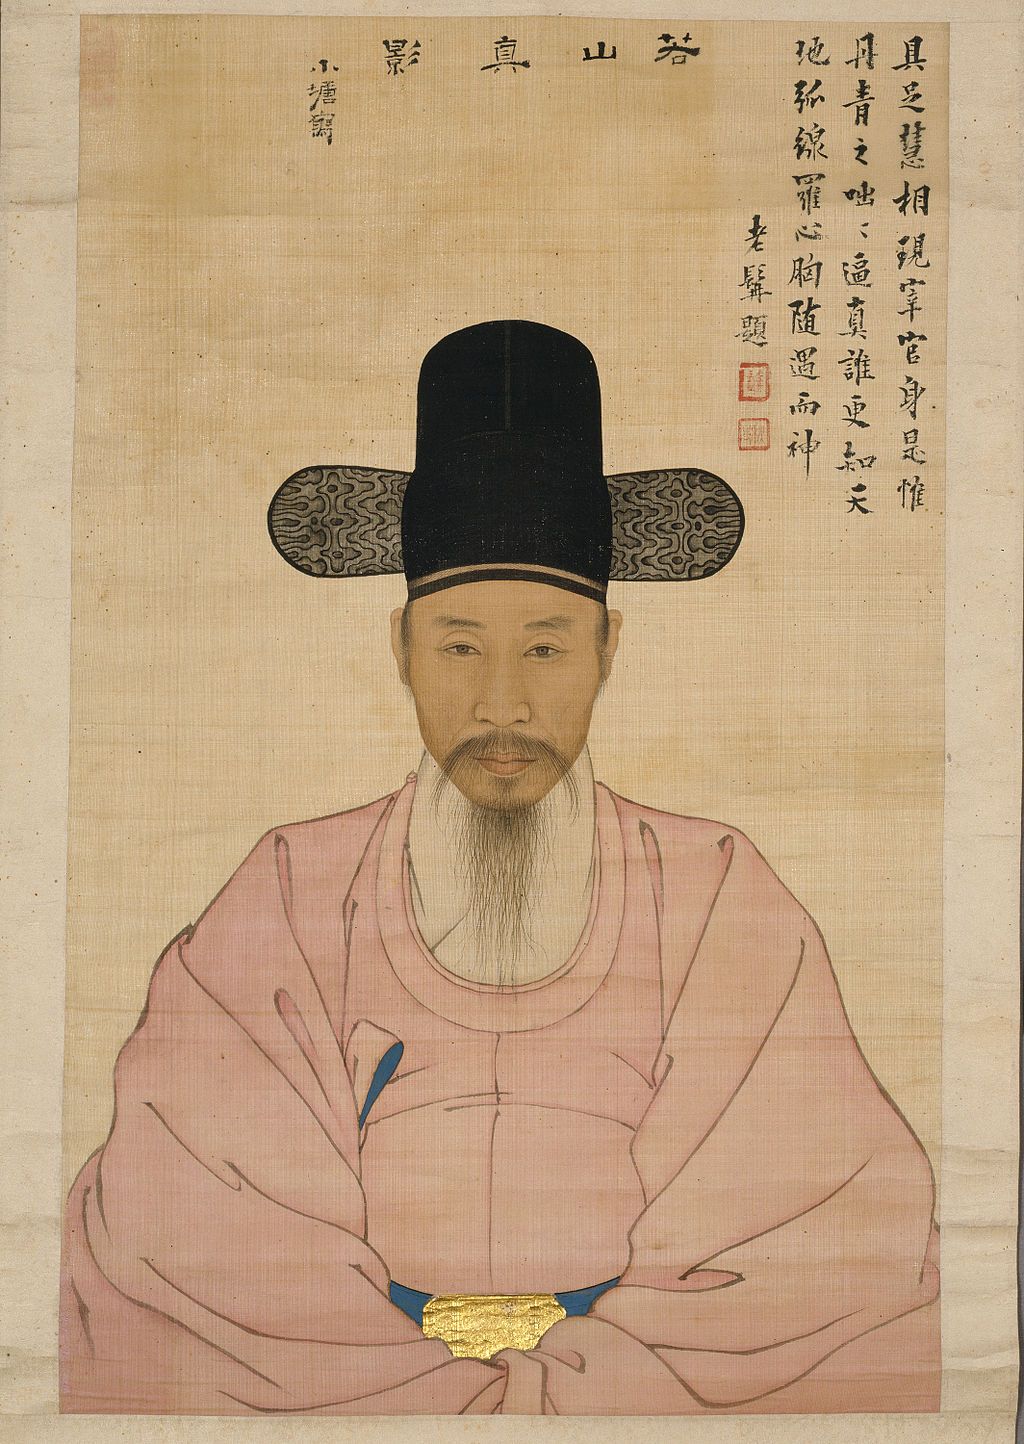 具足慧相現宰官身是惟
丹青之咄〻逼真誰更知天
地弧線羅心胸随遇而神
老髯題
若山真影
小塘寫